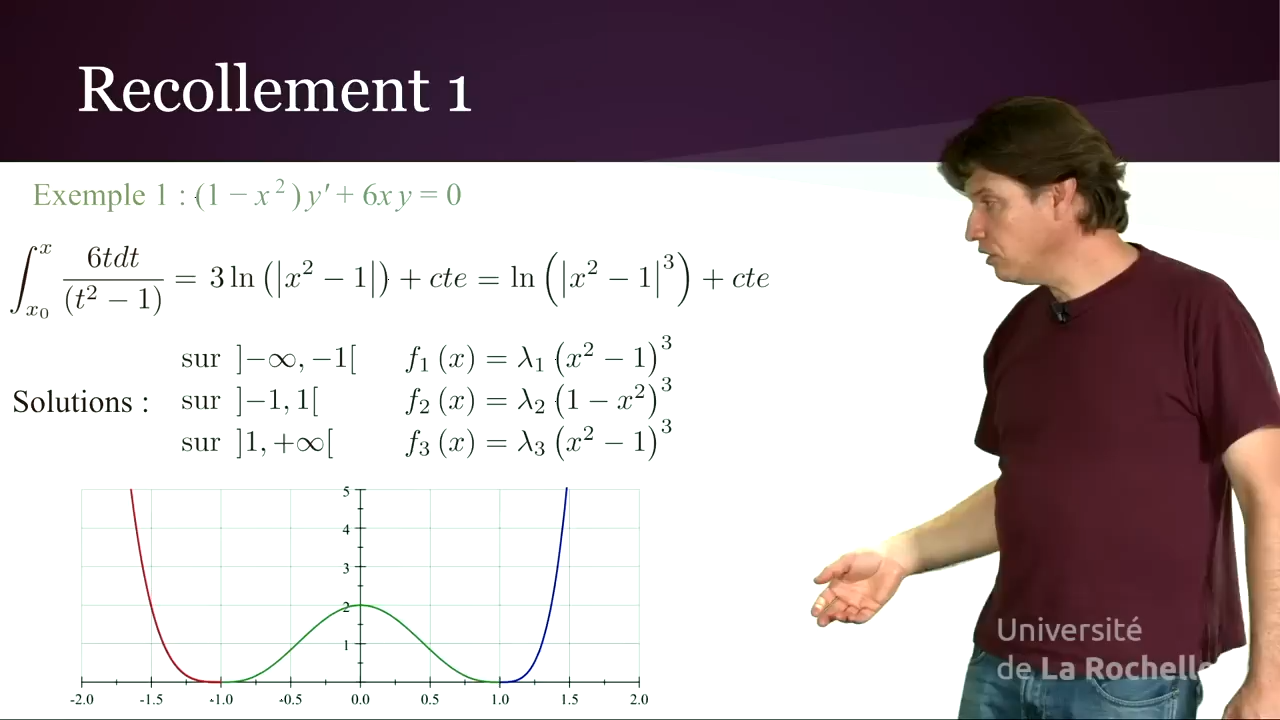 Recollement 1
Exemple 1 : (1 − x²) y′ + 6x y = 0
∫ₓ₀ˣ 6tdt/(t² − 1) = 3 ln (|x² − 1|) + cte = ln (|x² − 1|³) + cte
Solutions :
sur ]−∞, −1[ f₁ (x) = λ₁ (x² − 1)³
sur ]−1, 1[ f₂ (x) = λ₂ (1 − x²)³
sur ]1, +∞[ f₃ (x) = λ₃ (x² − 1)³
5
4
3
2
1
-2.0 -1.5 -1.0 -0.5 0.0 0.5 1.0 1.5 2.0
Université
de La Rochelle